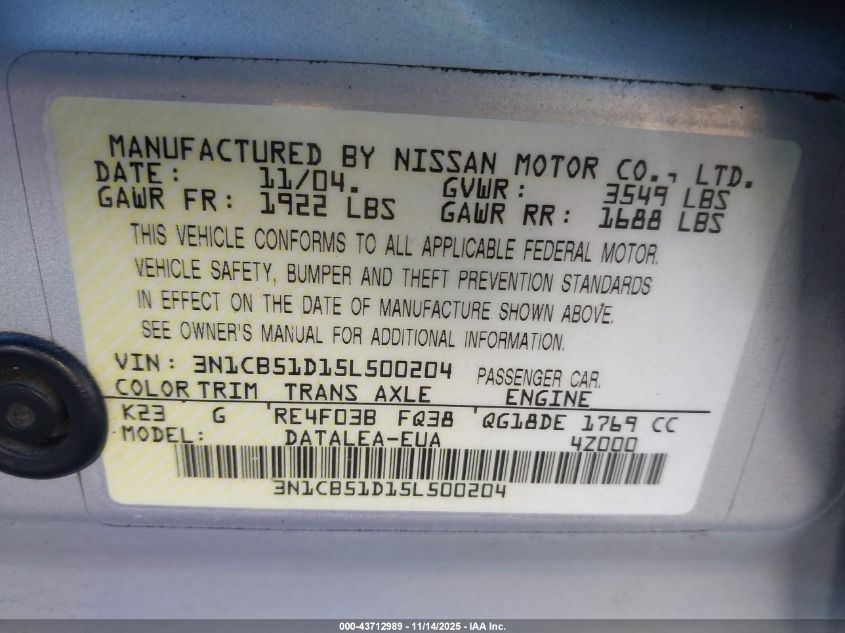 MANUFACTURED BY NISSAN MOTOR CO., LTD.
DATE: 11/04. GVWR: 3549 LBS
GAWR FR: 1922 LBS GAWR RR: 1688 LBS
THIS VEHICLE CONFORMS TO ALL APPLICABLE FEDERAL MOTOR.
VEHICLE SAFETY, BUMPER AND THEFT PREVENTION STANDARDS
IN EFFECT ON THE DATE OF MANUFACTURE SHOWN ABOVE.
SEE OWNER'S MANUAL FOR ADDITIONAL INFORMATION.
VIN: 3N1CB51D15L500204 PASSENGER CAR.
COLOR TRIM TRANS AXLE ENGINE
K23 G RE4F03B FQ38 QG18DE 1769 CC
MODEL: DATALEA-EUA 4Z000
3N1CB51D15L500204
000-43712989 - 11/14/2025 - IAA Inc.